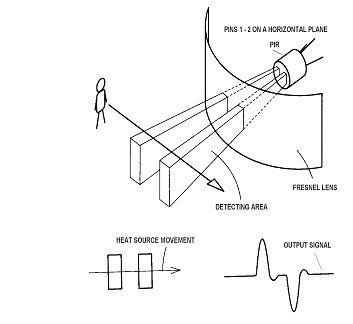 PINS 1 - 2 ON A HORIZONTAL PLANE
PIR
FRESNEL LENS
DETECTING AREA
HEAT SOURCE MOVEMENT
OUTPUT SIGNAL